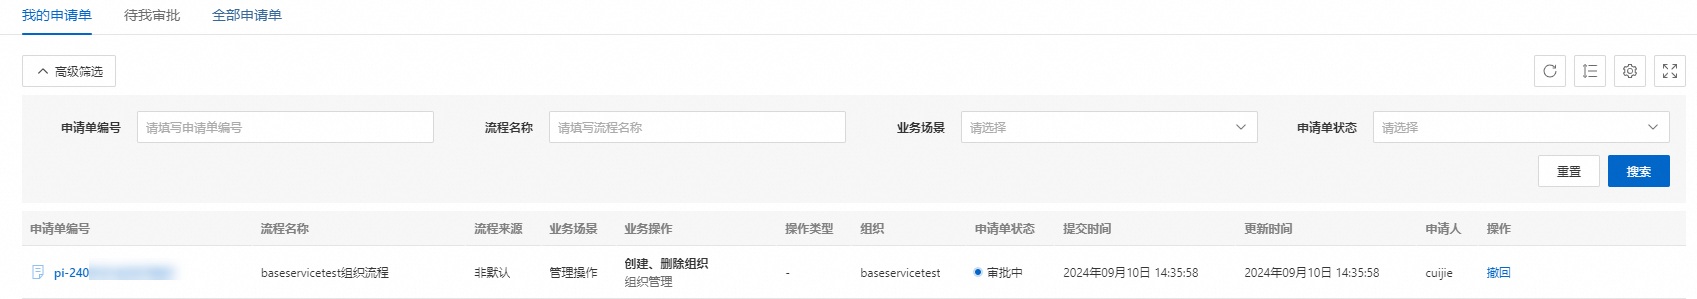 我的申请单 待我审批 全部申请单
高级筛选
申请单编号 请填写申请单编号 流程名称 请填写流程名称 业务场景 请选择 申请单状态 请选择
重置 搜索
申请单编号 流程名称 流程来源 业务场景 业务操作 操作类型 组织 申请单状态 提交时间 更新时间 申请人 操作
pi-240 baseservicetest组织流程 非默认 管理操作 创建、删除组织 - baseservicetest 审批中 2024年09月10日 14:35:58 2024年09月10日 14:35:58 cuijie 撤回
组织管理